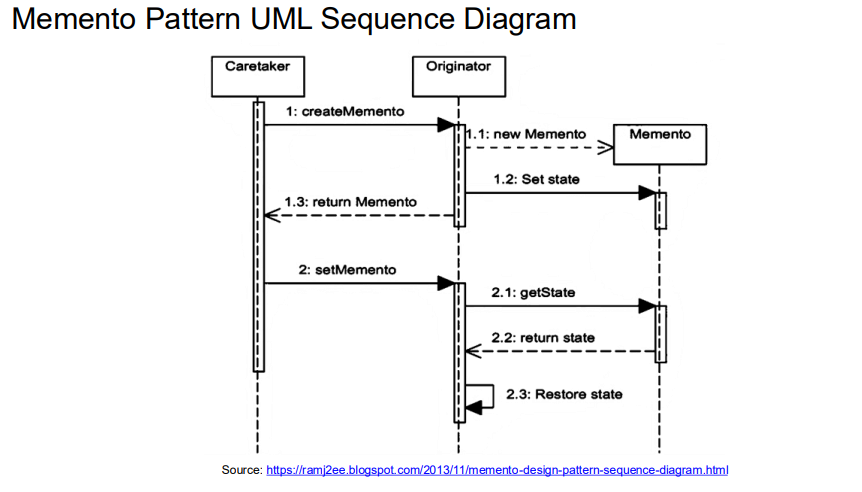 Memento Pattern UML Sequence Diagram
Caretaker
Originator
1: createMemento
1.1: new Memento
Memento
1.2: Set state
1.3: return Memento
2: setMemento
2.1: getState
2.2: return state
2.3: Restore state
Source: https://ramj2ee.blogspot.com/2013/11/memento-design-pattern-sequence-diagram.html